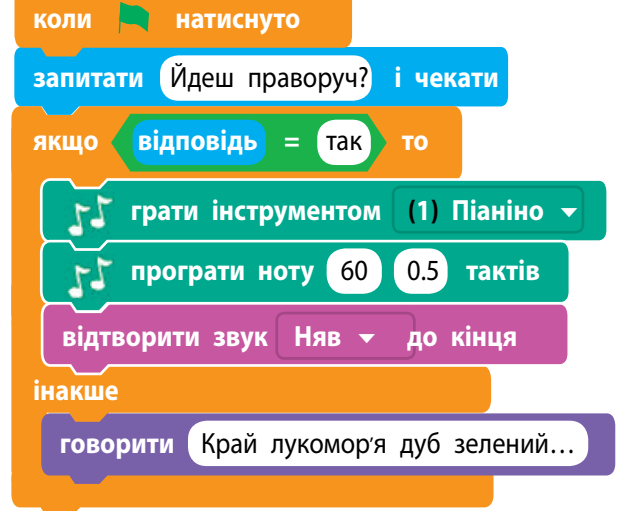 коли натиснуто
запитати Йдеш праворуч? і чекати
якщо відповідь = так то
грати інструментом (1) Піаніно
програти ноту 60 0.5 тактів
відтворити звук Няв до кінця
інакше
говорити Край лукомор'я дуб зелений...